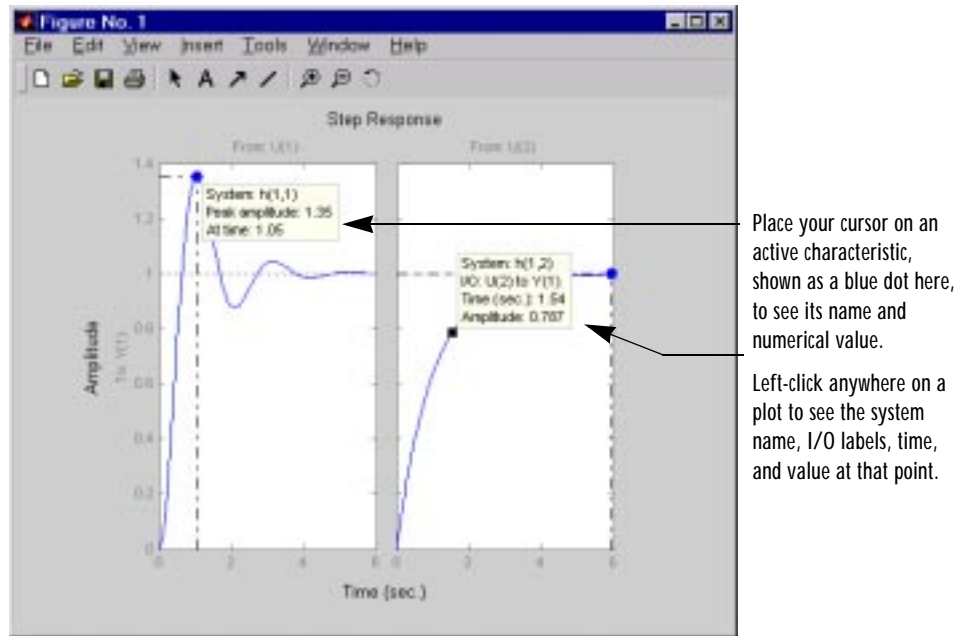 Figure No. 1
File Edit View Insert Tools Window Help
A
Step Response
From: U(1)
From: U(2)
Amplitude
To: Y(1)
1.4
1.2
1
0.8
0.6
0.4
0.2
0
System: h(1,1)
Peak amplitude: 1.35
At time: 1.05
System: h(1,2)
I/O: U(2) to Y(1)
Time (sec.): 1.54
Amplitude: 0.787
0 2 4 6
0 2 4 6
Time (sec.)
Place your cursor on an
active characteristic,
shown as a blue dot here,
to see its name and
numerical value.
Left-click anywhere on a
plot to see the system
name, I/O labels, time,
and value at that point.